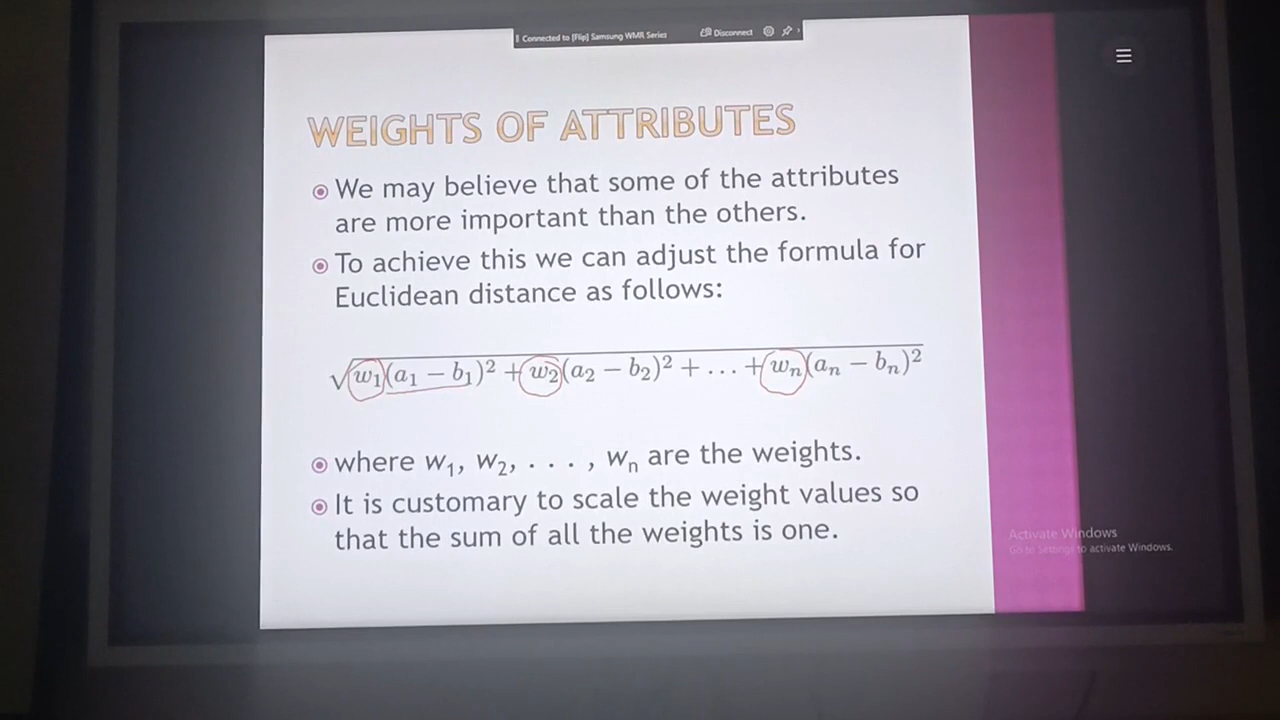 Connected to [Flip] Samsung WMR Series Disconnect
WEIGHTS OF ATTRIBUTES
We may believe that some of the attributes
are more important than the others.
To achieve this we can adjust the formula for
Euclidean distance as follows:
√w₁(a₁ − b₁)² + w₂(a₂ − b₂)² + . . . + wₙ(aₙ − bₙ)²
where w₁, w₂, . . . , wₙ are the weights.
It is customary to scale the weight values so
that the sum of all the weights is one.
Activate Windows
Go to Settings to activate Windows.